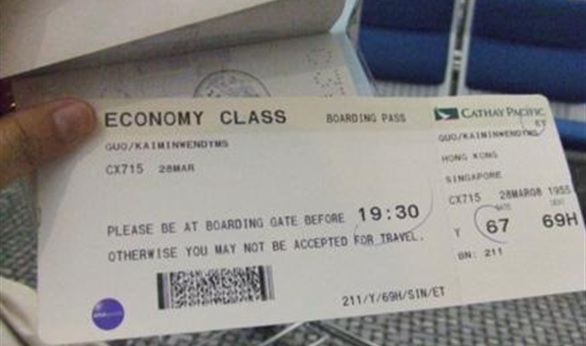 ECONOMY CLASS
BOARDING PASS
GUO/KAIMINWENDYMS
CX715 28MAR
PLEASE BE AT BOARDING GATE BEFORE 19:30
OTHERWISE YOU MAY NOT BE ACCEPTED FOR TRAVEL.
211/Y/69H/SIN/ET
CATHAY PACIFIC
GUO/KAIMINWENDYMS
HONG KONG
SINGAPORE
CX715 28MAR08 1955
GATE
Y 67 69H
BN: 211